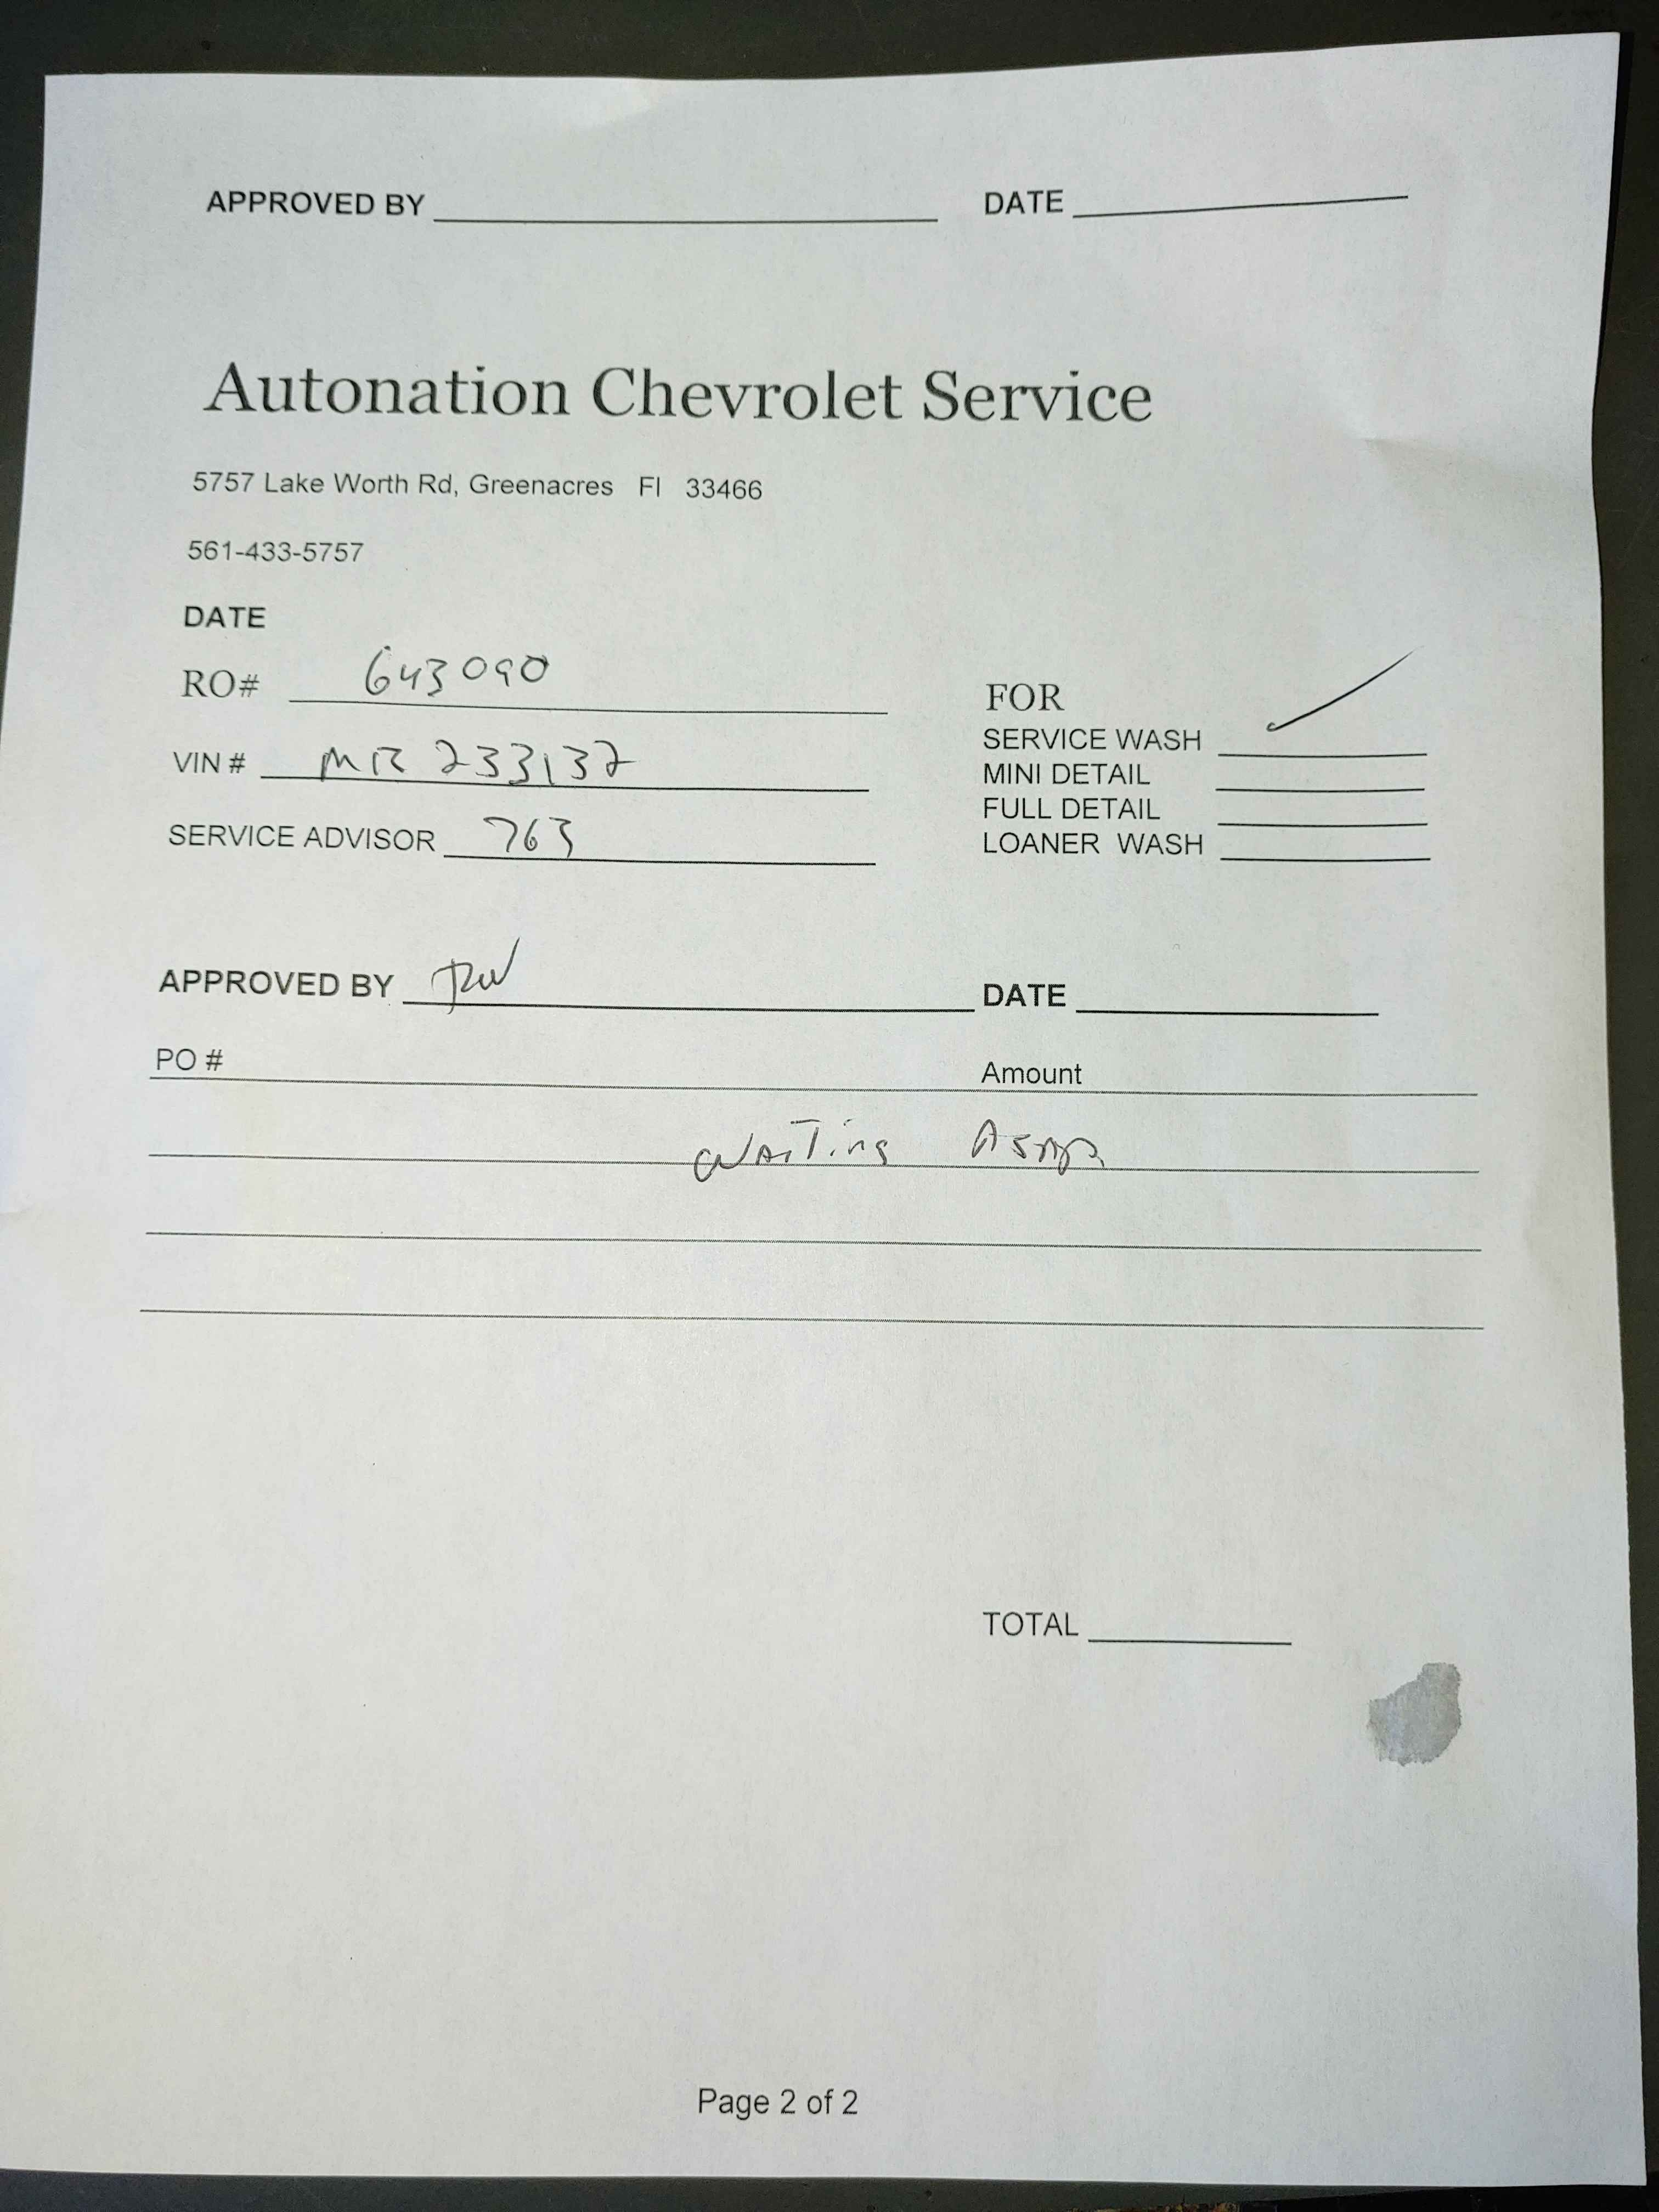 APPROVED BY DATE
Autonation Chevrolet Service
5757 Lake Worth Rd, Greenacres Fl 33466
561-433-5757
DATE
RO# 643090
VIN # MR 233137
SERVICE ADVISOR 763
FOR
SERVICE WASH ✓
MINI DETAIL
FULL DETAIL
LOANER WASH
APPROVED BY RW DATE
PO # Amount
Waiting Asap
TOTAL
Page 2 of 2